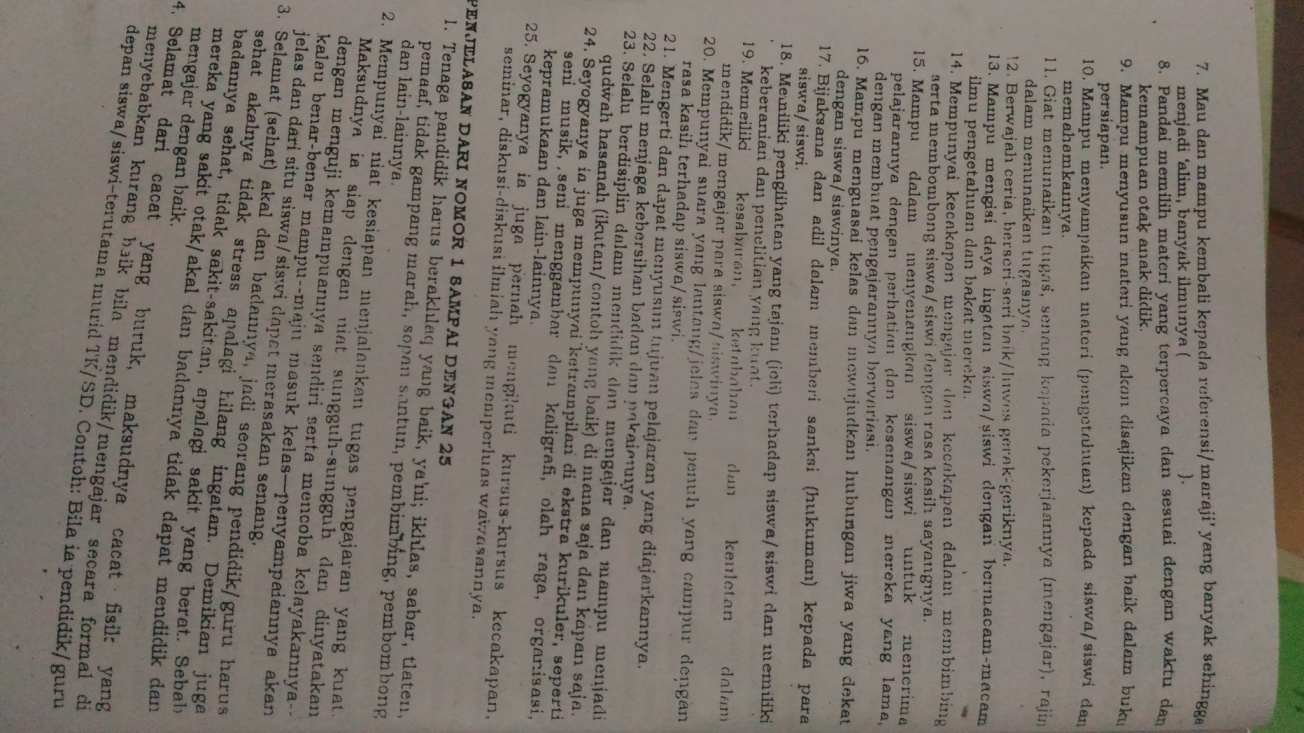 7. Mau dan mampu kembali kepada referensi/maraji' yang banyak sehingga
menjadi 'alim, banyak ilmunya ( ).
8. Pandai memilih materi yang terpercaya dan sesuai dengan waktu dan
kemampuan otak anak didik.
9. Mampu menyusun materi yang akan disajikan dengan baik dalam buku
persiapan.
10. Mampu menyampaikan materi (pengetahuan) kepada siswa/siswi dan
memahamkannya.
11. Giat menunaikan tugas, senang kepada pekerjaannya (mengajar), rajin
dalam menunaikan tugasnya.
12. Berwajah ceria, berseri-seri baik/luwes gerak-geriknya.
13. Mampu mengisi daya ingatan siswa/siswi dengan bermacam-macam
ilmu pengetahuan dan bakat mereka.
14. Mempunyai kecakapan mengajar dan kecakapan dalam membimbing
serta membombong siswa/siswi dengan rasa kasih sayangnya.
15. Mampu dalam menyenangkan siswa/siswi untuk menerima
pelajarannya dengan perhatian dan kesenangan mereka yang lama,
dengan membuat pengajarannya bervariasi.
16. Mampu menguasai kelas dan mewujudkan hubungan jiwa yang dekat
dengan siswa/siswinya.
17. Bijaksana dan adil dalam memberi sanksi (hukuman) kepada para
siswa/siswi.
18. Memiliki penglihatan yang tajam (jeli) terhadap siswa/siswi dan memiliki
keberanian dan penelitian yang kuat.
19. Memeiliki kesabaran, ketabahan dan keuletan dalam
mendidik/mengajar para siswa/siswinya.
20. Mempunyai suara yang lantang/jelas dan penuh yang campur dengan
rasa kasih terhadap siswa/siswi.
21. Mengerti dan dapat menyusun tujuan pelajaran yang diajarkannya.
22. Selalu menjaga kebersihan badan dan pakaiannya.
23. Selalu berdisiplin dalam mendidik dan mengajar dan mampu menjadi
qudwah hasanah (ikutan/contoh yang baik) di mana saja dan kapan saja.
24. Seyogyanya ia juga mempunyai ketrampilan di ekstra kurikuler, seperti
seni musik, seni menggambar dan kaligrafi, olah raga, organisasi,
kepramukaan dan lain-lainnya.
25. Seyogyanya ia juga pernah mengikuti kursus-kursus kecakapan,
seminar, diskusi-diskusi ilmiah yang memperluas wawasannya.
PENJELASAN DARI NOMOR 1 SAMPAI DENGAN 25
1. Tenaga pandidik harus berakhlaq yang baik, ya'ni; ikhlas, sabar, tlaten,
pemaaf, tidak gampang marah, sopan santun, pembimbing, pembombong
dan lain-lainnya.
2. Mempunyai niat kesiapan menjalankan tugas pengajaran yang kuat.
Maksudnya ia siap dengan niat sungguh-sungguh dan dinyatakan
dengan menguji kemampuannya sendiri serta mencoba kelayakannya--
kalau benar-benar mampu--maju masuk kelas—penyampaiannya akan
jelas dan dari situ siswa/siswi dapat merasakan senang.
3. Selamat (sehat) akal dan badannya, jadi seorang pendidik/guru harus
sehat akalnya tidak stress apalagi hilang ingatan. Demikian juga
badannya sehat, tidak sakit-sakitan, apalagi sakit yang berat. Sebab
mereka yang sakit otak/akal dan badannya tidak dapat mendidik dan
mengajar dengan baik.
4. Selamat dari cacat yang buruk, maksudnya cacat fisik yang
menyebabkan kurang baik bila mendidik/mengajar secara formal di
depan siswa/siswi-terutama murid TK/SD. Contoh: Bila ia pendidik/guru